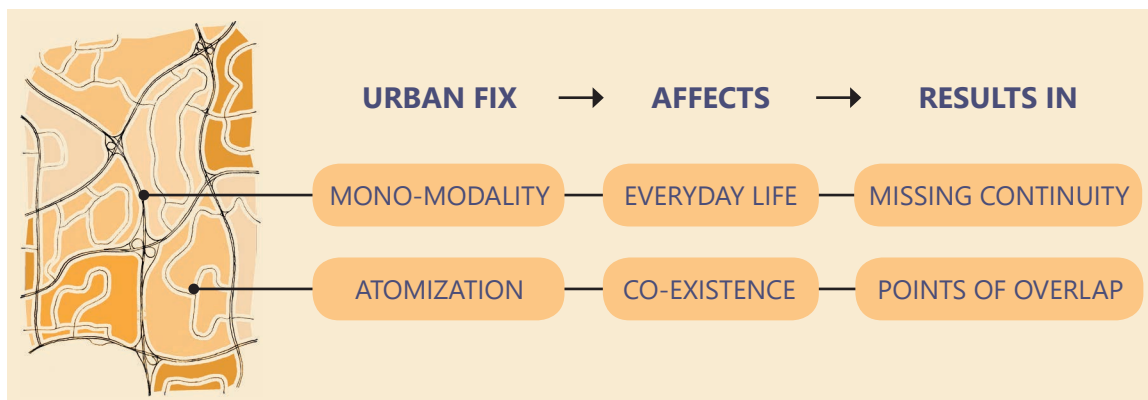 URBAN FIX → AFFECTS → RESULTS IN
MONO-MODALITY EVERYDAY LIFE MISSING CONTINUITY
ATOMIZATION CO-EXISTENCE POINTS OF OVERLAP